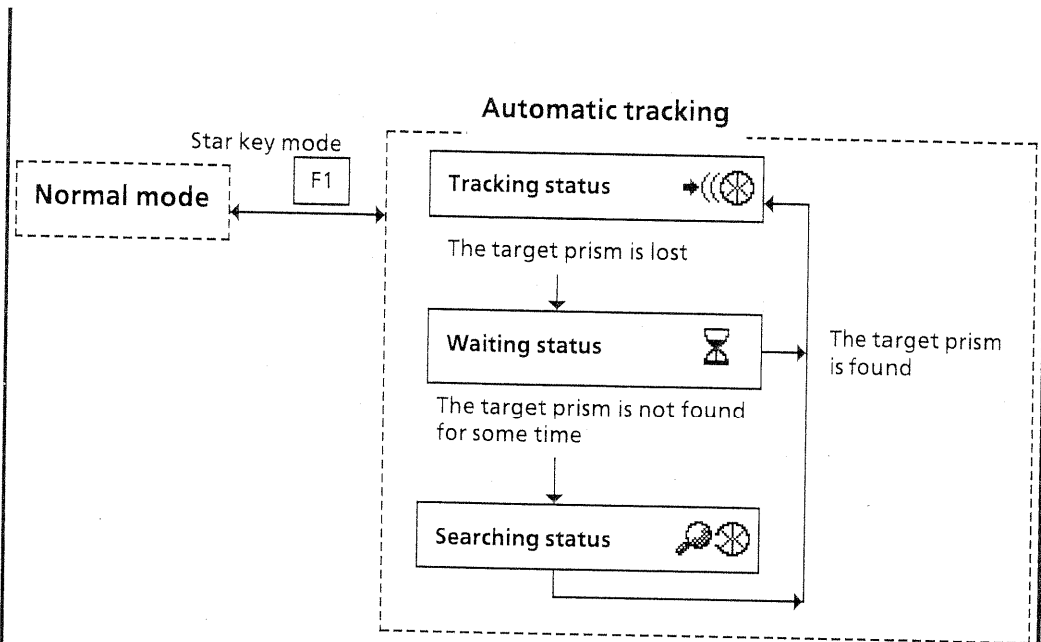 Automatic tracking
Star key mode
F1
Normal mode
Tracking status
The target prism is lost
Waiting status
The target prism
is found
The target prism is not found
for some time
Searching status